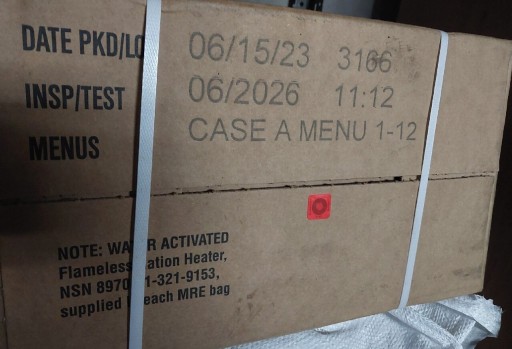 DATE PKD/LO 06/15/23 3166
INSP/TEST 06/2026 11:12
MENUS CASE A MENU 1-12
NOTE: WA R ACTIVATED
Flameless ation Heater,
NSN 8970 1-321-9153,
supplied each MRE bag